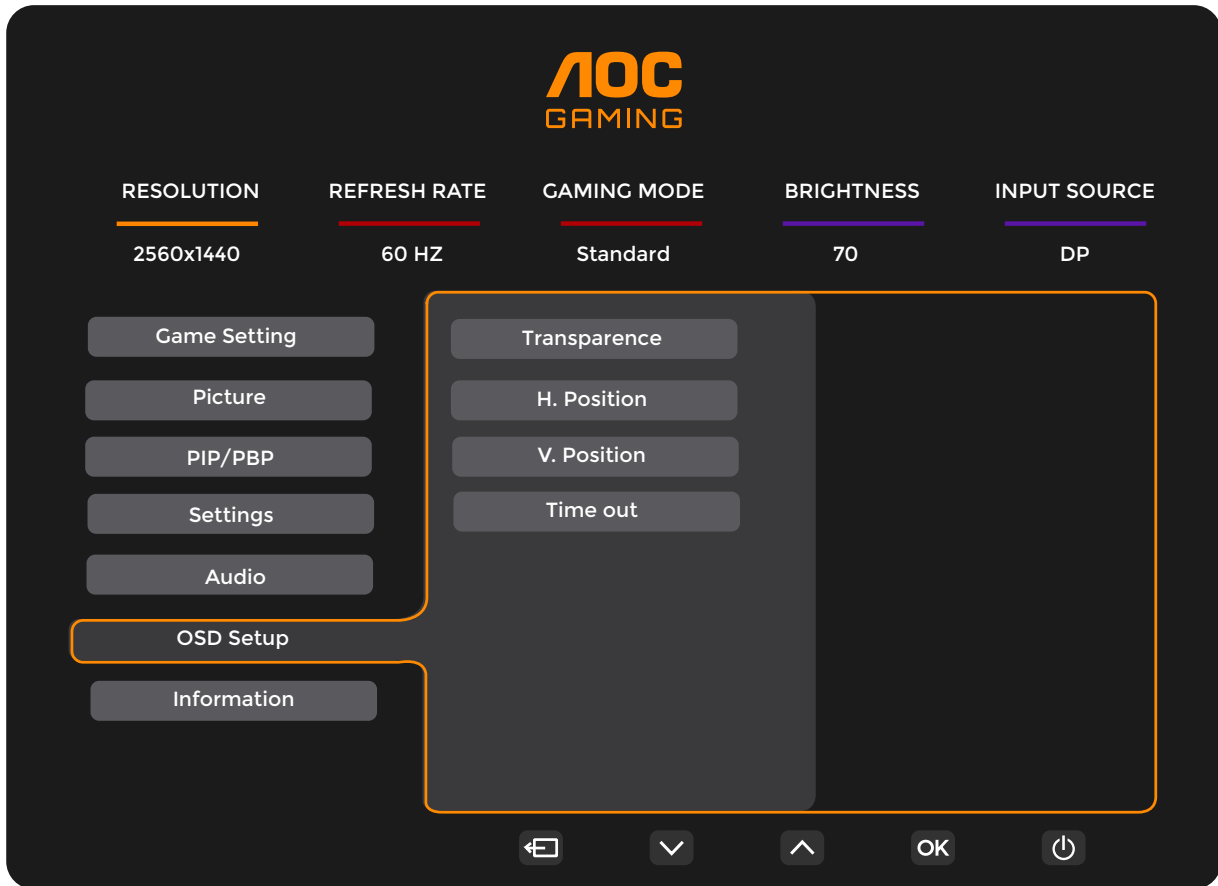 AOC
GAMING
RESOLUTION REFRESH RATE GAMING MODE BRIGHTNESS INPUT SOURCE
2560x1440 60 HZ Standard 70 DP
Game Setting
Picture
PIP/PBP
Settings
Audio
OSD Setup
Information
Transparence
H. Position
V. Position
Time out
OK